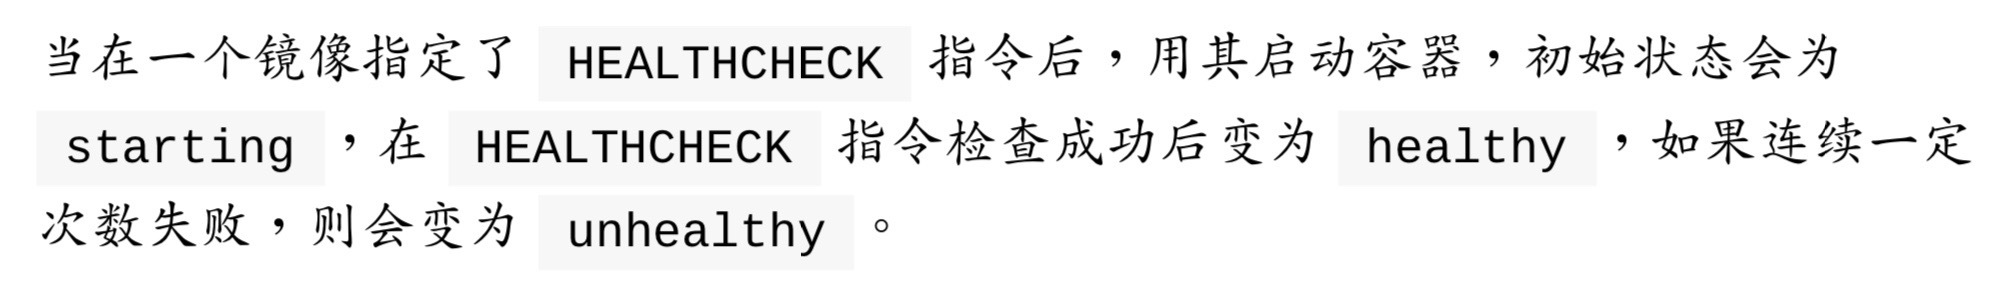 当在一个镜像指定了 HEALTHCHECK 指令后，用其启动容器，初始状态会为
starting ，在 HEALTHCHECK 指令检查成功后变为 healthy ，如果连续一定
次数失败，则会变为 unhealthy 。